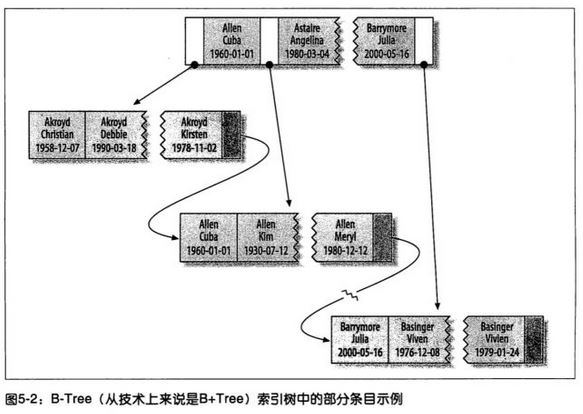 Allen
Cuba
1960-01-01
Astaire
Angelina
1980-03-04
Barrymore
Julia
2000-05-16
Akroyd
Christian
1958-12-07
Akroyd
Debbie
1990-03-18
Akroyd
Kirsten
1978-11-02
Allen
Cuba
1960-01-01
Allen
Kim
1930-07-12
Allen
Meryl
1980-12-12
Barrymore
Julia
2000-05-16
Basinger
Viven
1976-12-08
Basinger
Vivien
1979-01-24
图5-2：B-Tree（从技术上来说是B+Tree）索引树中的部分条目示例